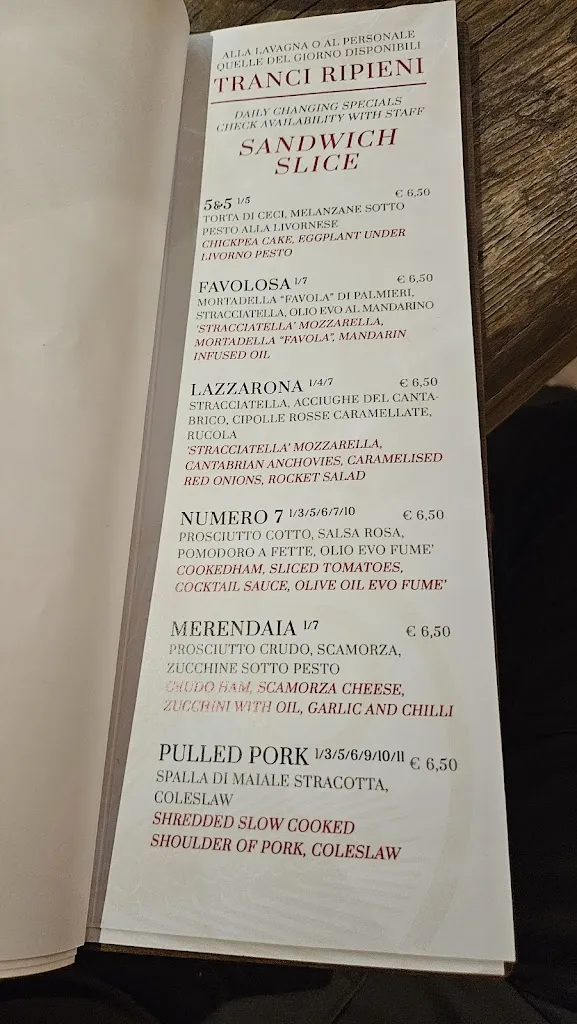 ALLA LAVAGNA O AL PERSONALE
QUELLE DEL GIORNO DISPONIBILI
TRANCI RIPIENI
DAILY CHANGING SPECIALS
CHECK AVAILABILITY WITH STAFF
SANDWICH
SLICE
5&5 1/5 € 6,50
TORTA DI CECI, MELANZANE SOTTO
PESTO ALLA LIVORNESE
CHICKPEA CAKE, EGGPLANT UNDER
LIVORNO PESTO
FAVOLOSA 1/7 € 6,50
MORTADELLA "FAVOLA" DI PALMIERI,
STRACCIATELLA, OLIO EVO AL MANDARINO
'STRACCIATELLA' MOZZARELLA,
MORTADELLA "FAVOLA", MANDARIN
INFUSED OIL
LAZZARONA 1/4/7 € 6,50
STRACCIATELLA, ACCIUGHE DEL CANTA-
BRICO, CIPOLLE ROSSE CARAMELLATE,
RUCOLA
'STRACCIATELLA' MOZZARELLA,
CANTABRIAN ANCHOVIES, CARAMELISED
RED ONIONS, ROCKET SALAD
NUMERO 7 1/3/5/6/7/10 € 6,50
PROSCIUTTO COTTO, SALSA ROSA,
POMODORO A FETTE, OLIO EVO FUME'
COOKEDHAM, SLICED TOMATOES,
COCKTAIL SAUCE, OLIVE OIL EVO FUME'
MERENDAIA 1/7 € 6,50
PROSCIUTTO CRUDO, SCAMORZA,
ZUCCHINE SOTTO PESTO
CRUDO HAM, SCAMORZA CHEESE,
ZUCCHINI WITH OIL, GARLIC AND CHILLI
PULLED PORK 1/3/5/6/9/10/11 € 6,50
SPALLA DI MAIALE STRACOTTA,
COLESLAW
SHREDDED SLOW COOKED
SHOULDER OF PORK, COLESLAW